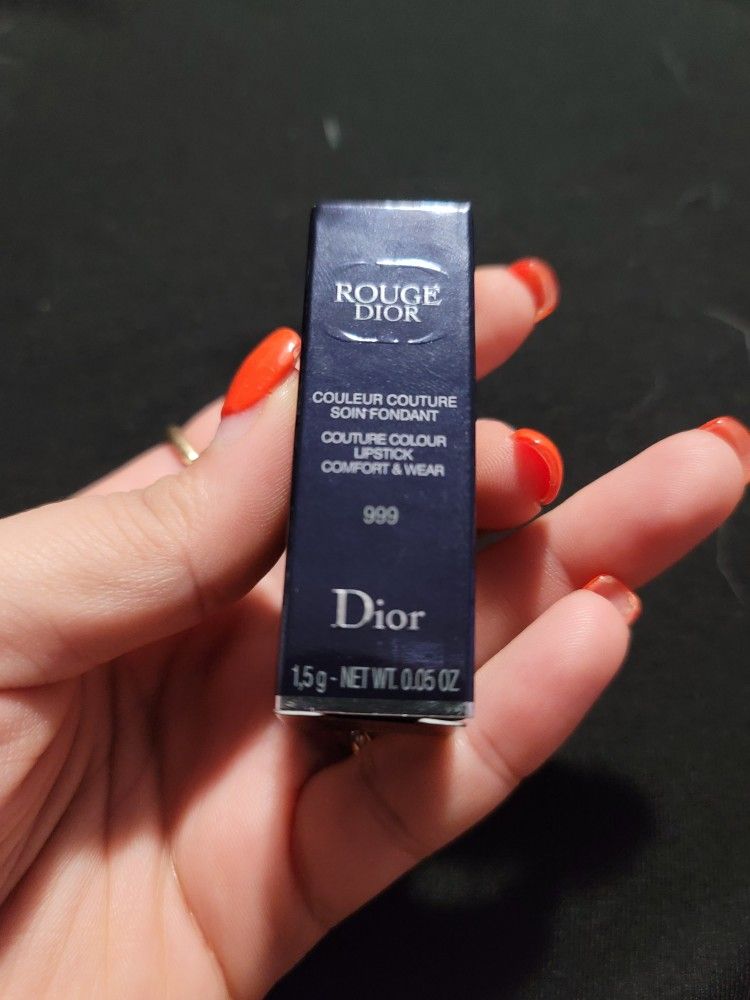 ROUGE
DIOR
COULEUR COUTURE
SOIN FONDANT
COUTURE COLOUR
LIPSTICK
COMFORT & WEAR
999
Dior
1,5 g - NET WT. 0.05 OZ